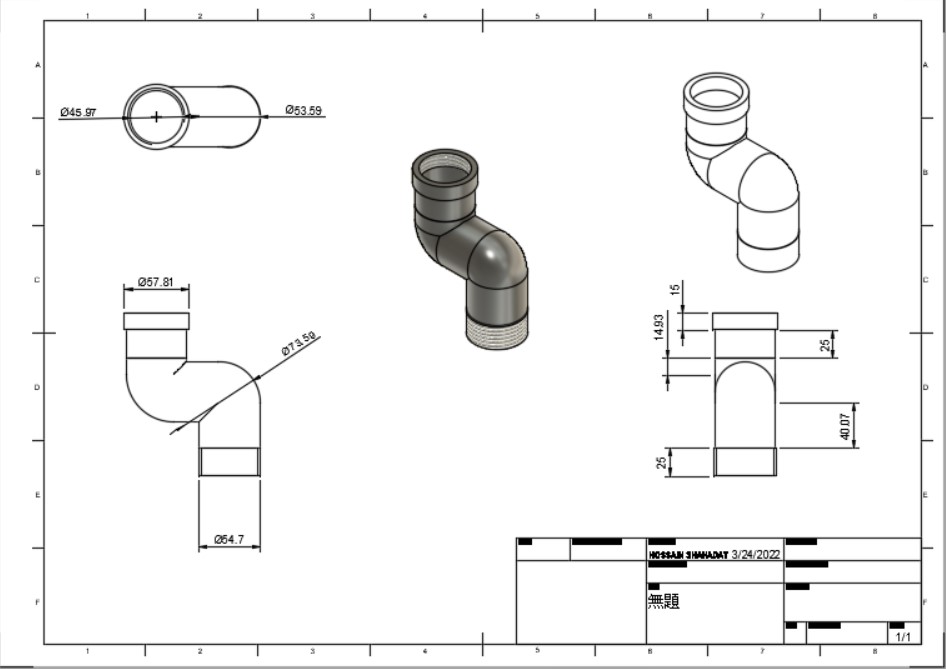 1 2 3 4 5 6 7 8
A A
Ø45.97 Ø53.59
B B
C C
Ø57.81
15
14.93
Ø73.59
25
D D
40.07
25
E E
Ø54.7
HOSSAIN SHAHADAT 3/24/2022
無題
F F
1/1
1 2 3 4 5 6 7 8